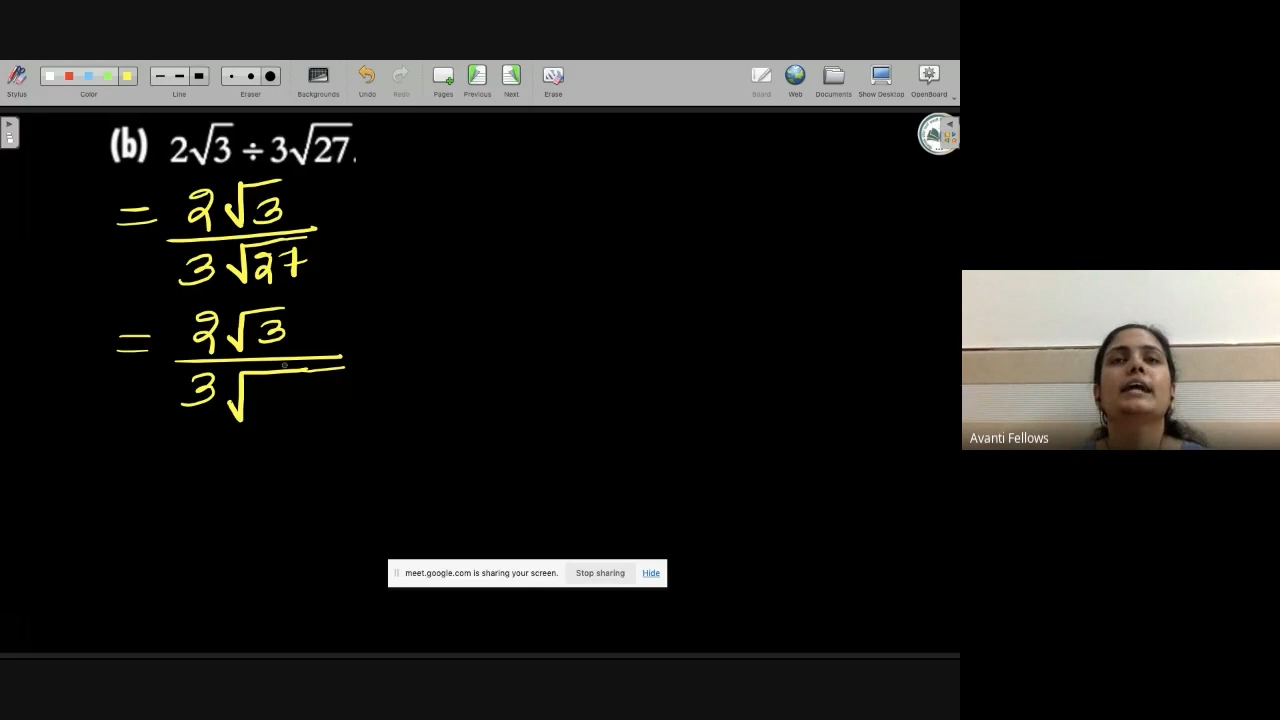 Stylus Color Line Eraser Backgrounds Undo Redo Pages Previous Next Erase Board Web Documents Show Desktop OpenBoard
(b) 2√3 ÷ 3√27.
= 2√3
3√27
= 2√3
3√
Avanti Fellows
meet.google.com is sharing your screen. Stop sharing Hide